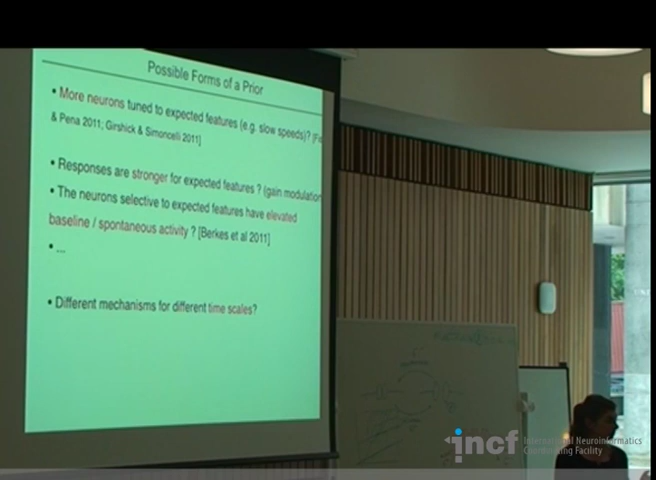 Possible Forms of a Prior
• More neurons tuned to expected features (e.g. slow speeds)? [Fis
& Pena 2011; Girshick & Simoncelli 2011]
• Responses are stronger for expected features ? (gain modulation
• The neurons selective to expected features have elevated
baseline / spontaneous activity ? [Berkes et al 2011]
• ...
• Different mechanisms for different time scales?
incf International Neuroinformatics
Coordinating Facility